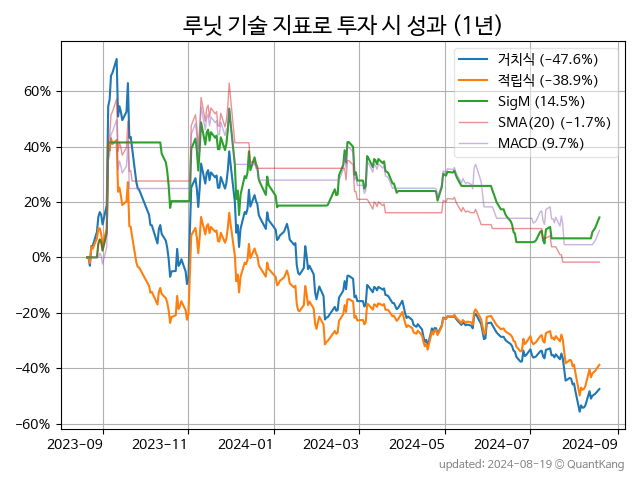 루닛 기술 지표로 투자 시 성과 (1년)
거치식 (-47.6%)
적립식 (-38.9%)
SigM (14.5%)
SMA(20) (-1.7%)
MACD (9.7%)
60%
40%
20%
0%
-20%
-40%
-60%
2023-09 2023-11 2024-01 2024-03 2024-05 2024-07 2024-09
updated: 2024-08-19 © QuantKang